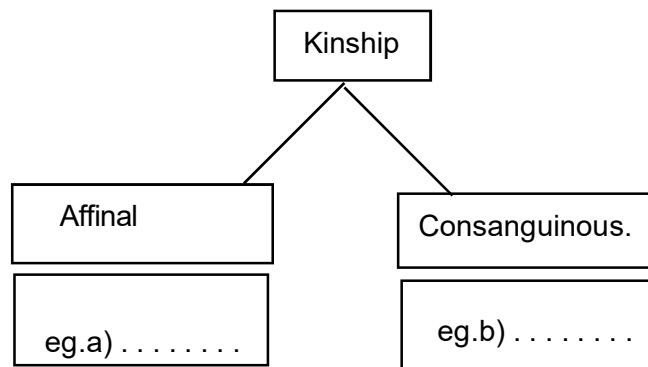 Kinship
Affinal
Consanguinous.
eg.a) . . . . . . . .
eg.b) . . . . . . . .